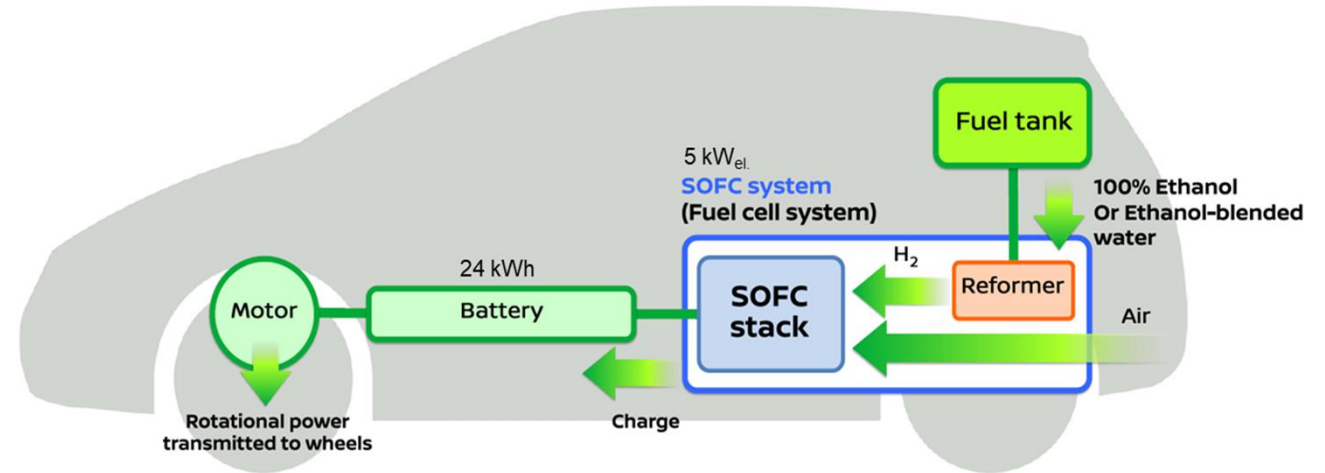 Fuel tank
5 kWel.
SOFC system
(Fuel cell system)
100% Ethanol
Or Ethanol-blended
water
H2
24 kWh
Motor
Battery
SOFC
stack
Reformer
Air
Charge
Rotational power
transmitted to wheels